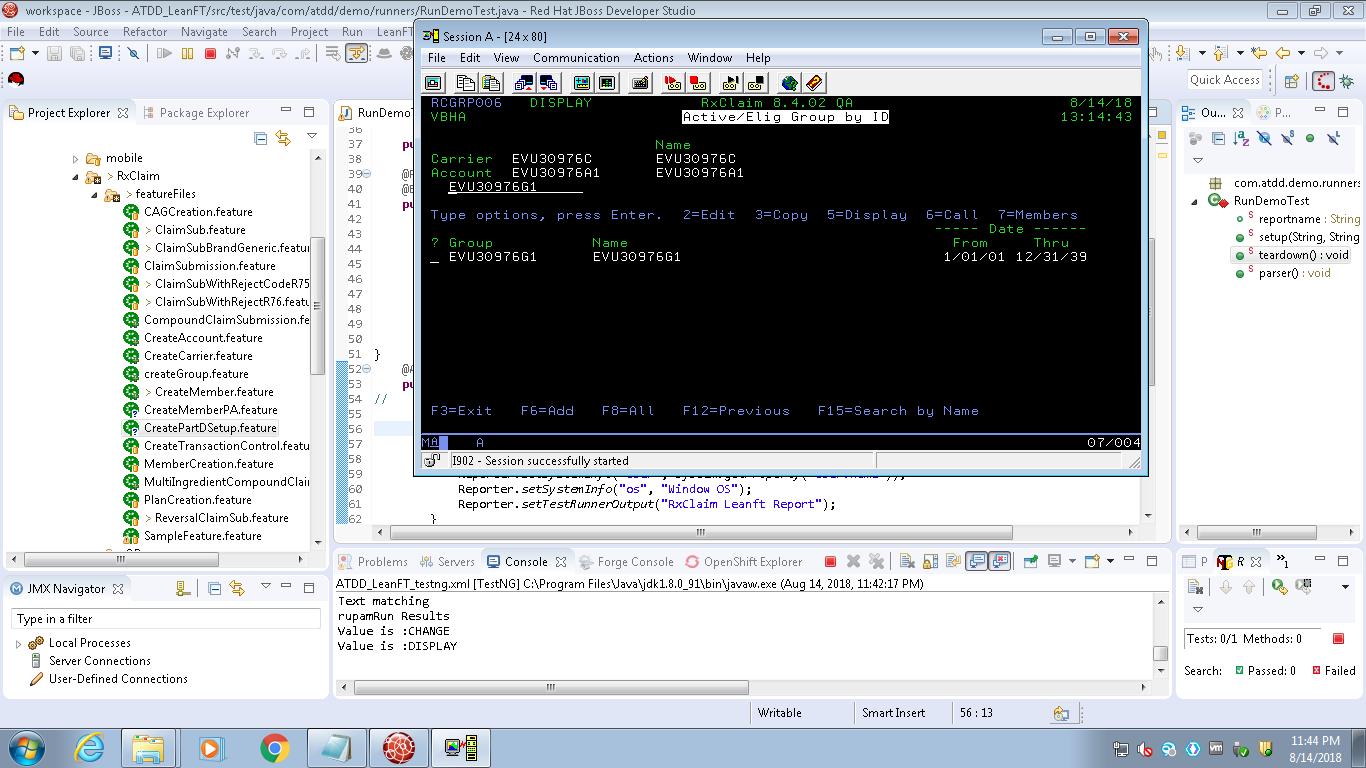 workspace - JBoss - ATDD_LeanFT/src/test/java/com/atdd/demo/runners/RunDemoTest.java - Red Hat JBoss Developer Studio
File Edit Source Refactor Navigate Search Project Run LeanFT
Quick Access
Project Explorer
Package Explorer
mobile
> RxClaim
> featureFiles
CAGCreation.feature
> ClaimSub.feature
> ClaimSubBrandGeneric.featur
ClaimSubmission.feature
> ClaimSubWithRejectCodeR75
> ClaimSubWithRejectR76.featu
CompoundClaimSubmission.fe
CreateAccount.feature
CreateCarrier.feature
createGroup.feature
> CreateMember.feature
CreateMemberPA.feature
CreatePartDSetup.feature
CreateTransactionControl.featu
MemberCreation.feature
MultiIngredientCompoundClai
PlanCreation.feature
> ReversalClaimSub.feature
SampleFeature.feature
RunDemoT
36
37 pu
38
39
40
41 pu
42
43
44
45
46
47
48
49
50
51 }
52 @A
53 pu
54 //
55
56
57
58
59
60 Reporter.setSystemInfo("os", "Window OS");
61 Reporter.setTestRunnerOutput("RxClaim Leanft Report");
62 }
Session A - [24 x 80]
File Edit View Communication Actions Window Help
RCGRP006 DISPLAY RxClaim 8.4.02 QA 8/14/18
VBHA Active/Elig Group by ID 13:14:43
Name
Carrier EVU30976C EVU30976C
Account EVU30976A1 EVU30976A1
EVU30976G1
Type options, press Enter. 2=Edit 3=Copy 5=Display 6=Call 7=Members
----- Date ------
? Group Name From Thru
_ EVU30976G1 EVU30976G1 1/01/01 12/31/39
F3=Exit F6=Add F8=All F12=Previous F15=Search by Name
MA A 07/004
I902 - Session successfully started
Ou...
P...
com.atdd.demo.runners
RunDemoTest
reportname : String
setup(String, String
teardown() : void
parser() : void
JMX Navigator
Type in a filter
Local Processes
Server Connections
User-Defined Connections
Problems Servers Console Forge Console OpenShift Explorer
ATDD_LeanFT_testng.xml [TestNG] C:\Program Files\Java\jdk1.8.0_91\bin\javaw.exe (Aug 14, 2018, 11:42:17 PM)
Text matching
rupamRun Results
Value is :CHANGE
Value is :DISPLAY
P R
Tests: 0/1 Methods: 0
Search: Passed: 0 Failed
Writable Smart Insert 56 : 13
11:44 PM
8/14/2018